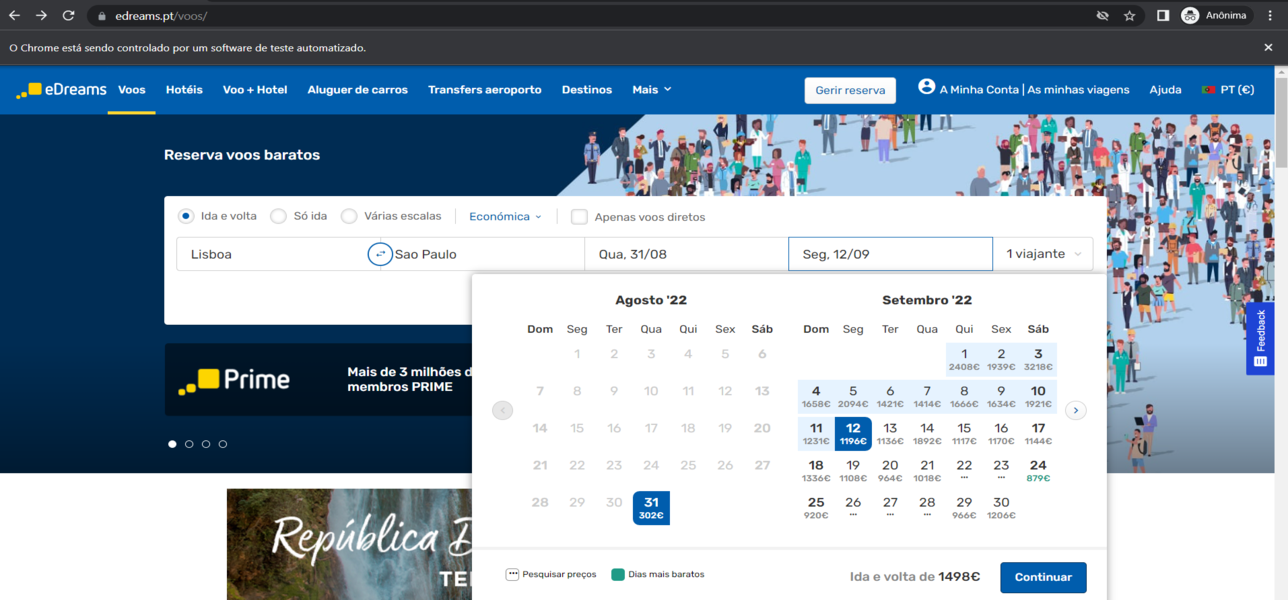 edreams.pt/voos/
Anônima
O Chrome está sendo controlado por um software de teste automatizado.
eDreams Voos Hotéis Voo + Hotel Aluguer de carros Transfers aeroporto Destinos Mais Gerir reserva A Minha Conta | As minhas viagens Ajuda PT (€)
Reserva voos baratos
Ida e volta Só ida Várias escalas Económica Apenas voos diretos
Lisboa Sao Paulo Qua, 31/08 Seg, 12/09 1 viajante
Agosto '22
Dom Seg Ter Qua Qui Sex Sáb
1 2 3 4 5 6
7 8 9 10 11 12 13
14 15 16 17 18 19 20
21 22 23 24 25 26 27
28 29 30 31
302€
Setembro '22
Dom Seg Ter Qua Qui Sex Sáb
1 2 3
2408€ 1939€ 3218€
4 5 6 7 8 9 10
1658€ 2094€ 1421€ 1414€ 1666€ 1634€ 1921€
11 12 13 14 15 16 17
1231€ 1196€ 1136€ 1892€ 1117€ 1170€ 1144€
18 19 20 21 22 23 24
1336€ 1108€ 964€ 1018€ ... ... 879€
25 26 27 28 29 30
920€ ... ... ... 966€ 1206€
Pesquisar preços Dias mais baratos
Ida e volta de 1498€ Continuar
Feedback
Prime
Mais de 3 milhões d
membros PRIME
República D
TE